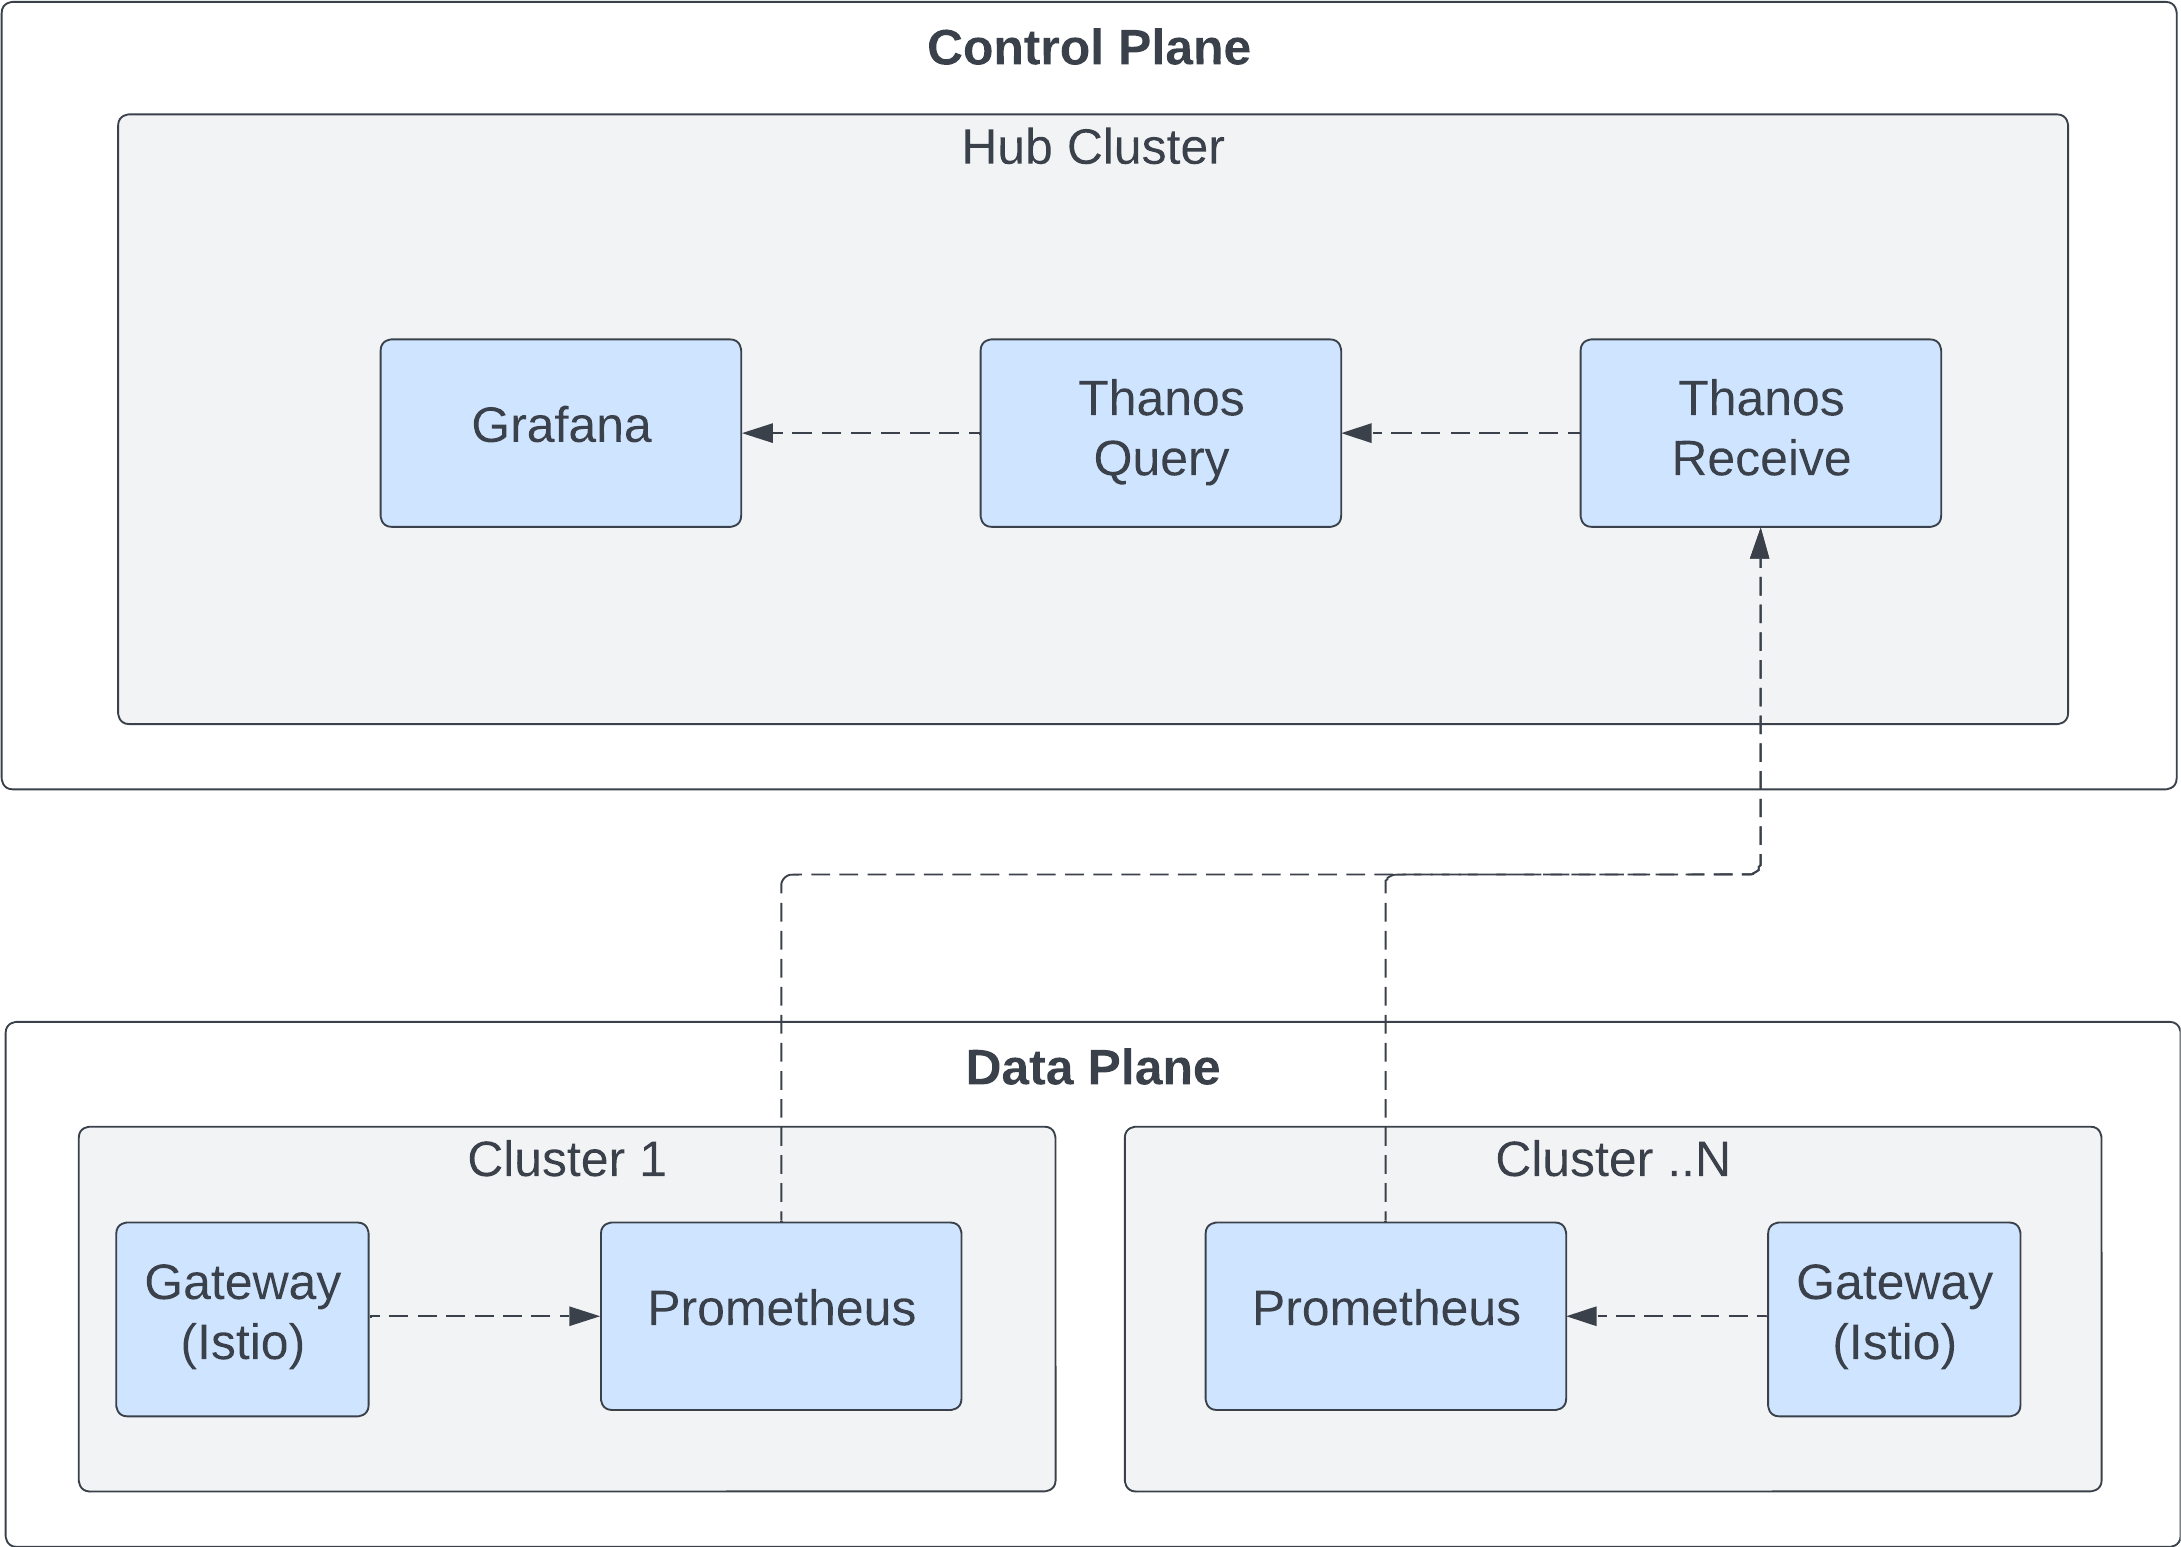 Control Plane
Hub Cluster
Grafana
Thanos
Query
Thanos
Receive
Data Plane
Cluster 1
Gateway
(Istio)
Prometheus
Cluster ..N
Prometheus
Gateway
(Istio)